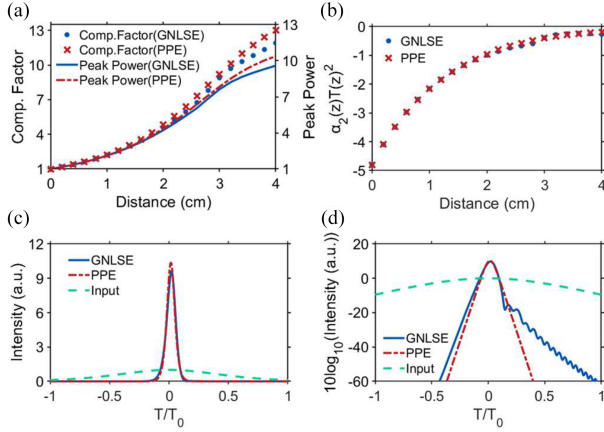 (a)
Comp.Factor(GNLSE)
Comp.Factor(PPE)
Peak Power(GNLSE)
Peak Power(PPE)
Comp. Factor
Peak Power
13
10
7
4
1
13
10
7
4
1
0 1 2 3 4
Distance (cm)
(b)
GNLSE
PPE
α2(z)T(z)^2
0
-1
-2
-3
-4
-5
0 1 2 3 4
Distance (cm)
(c)
GNLSE
PPE
Input
Intensity (a.u.)
12
9
6
3
0
-1 -0.5 0 0.5 1
T/T0
(d)
GNLSE
PPE
Input
10log10(Intensity (a.u.))
20
0
-20
-40
-60
-1 -0.5 0 0.5 1
T/T0